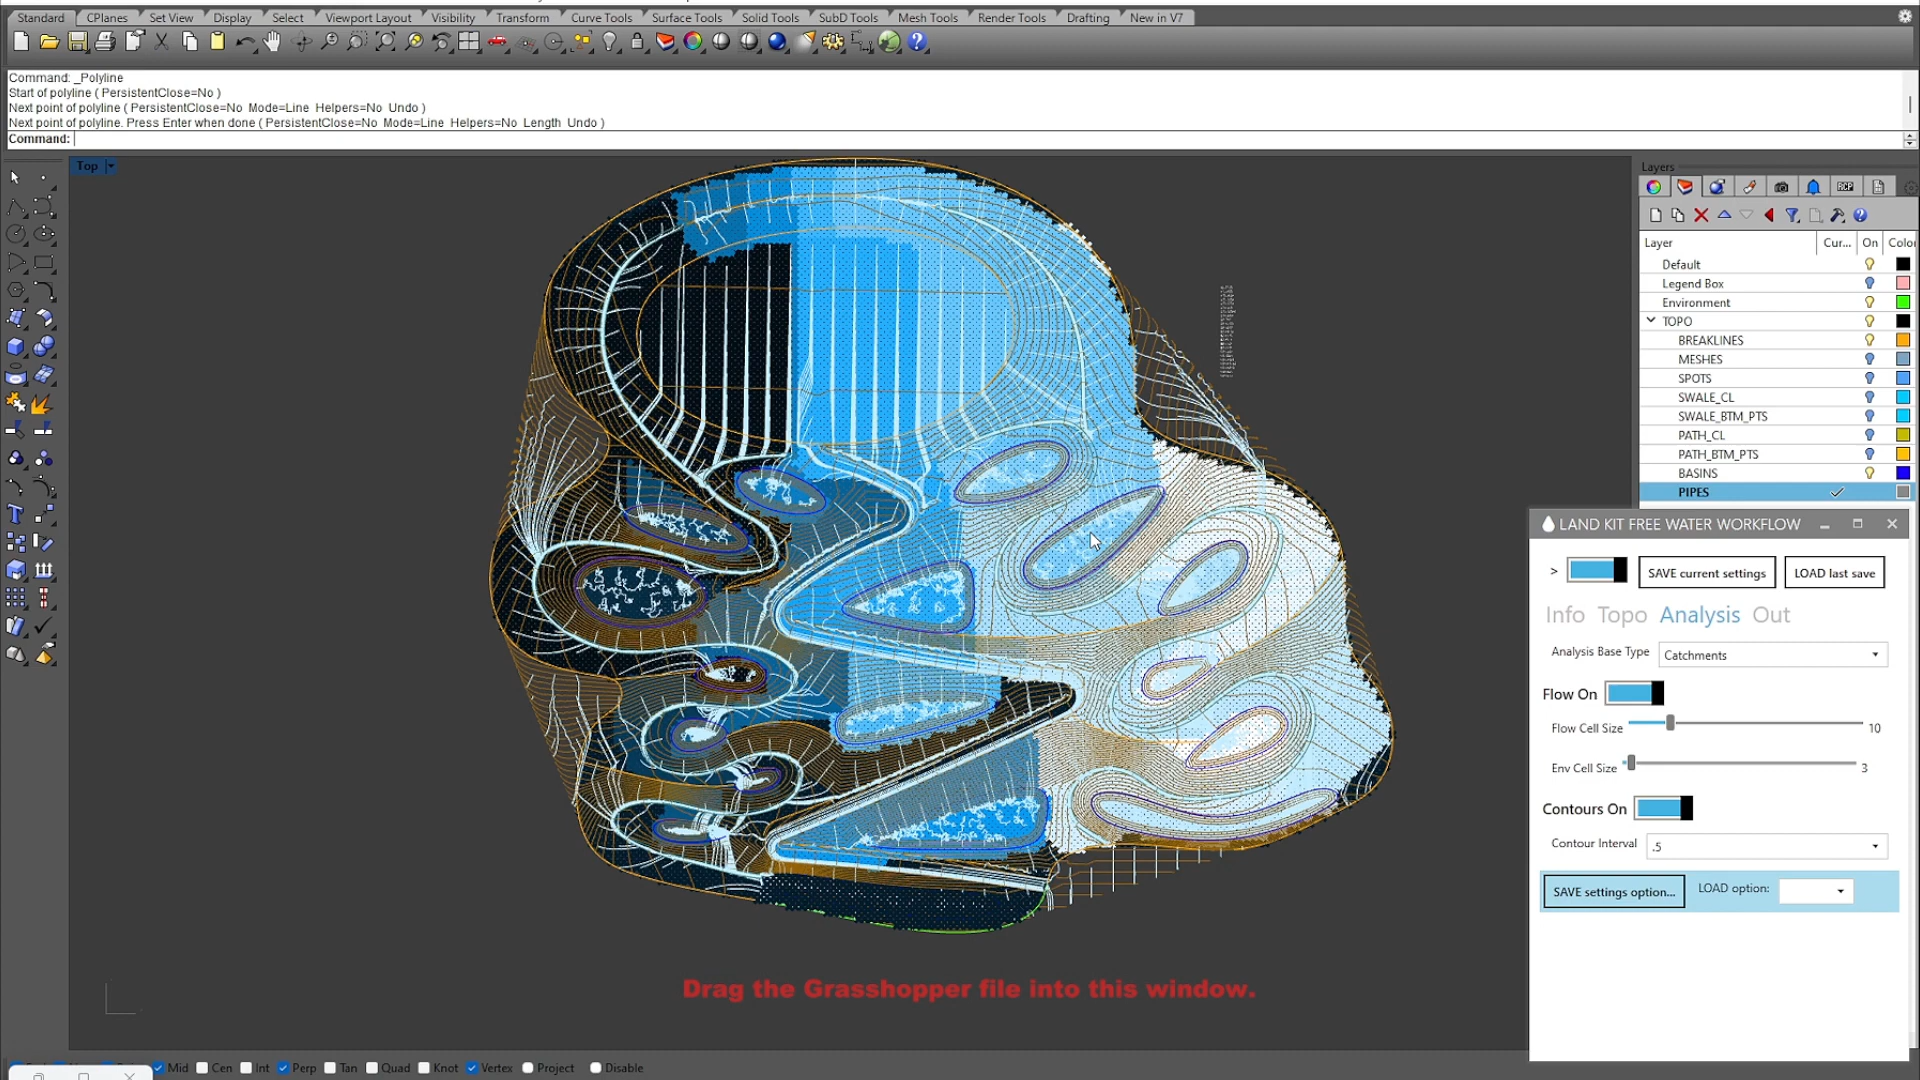 Standard CPlanes Set View Display Select Viewport Layout Visibility Transform Curve Tools Surface Tools Solid Tools SubD Tools Mesh Tools Render Tools Drafting New in V7
Command: _Polyline
Start of polyline ( PersistentClose=No )
Next point of polyline ( PersistentClose=No Mode=Line Helpers=No Undo )
Next point of polyline. Press Enter when done ( PersistentClose=No Mode=Line Helpers=No Length Undo )
Command:
Top
Layers
Layer Cur... On Color
Default
Legend Box
Environment
TOPO
BREAKLINES
MESHES
SPOTS
SWALE_CL
SWALE_BTM_PTS
PATH_CL
PATH_BTM_PTS
BASINS
PIPES
LAND KIT FREE WATER WORKFLOW
> SAVE current settings LOAD last save
Info Topo Analysis Out
Analysis Base Type Catchments
Flow On
Flow Cell Size 10
Env Cell Size 3
Contours On
Contour Interval .5
SAVE settings option... LOAD option:
Drag the Grasshopper file into this window.
Mid Cen Int Perp Tan Quad Knot Vertex Project Disable